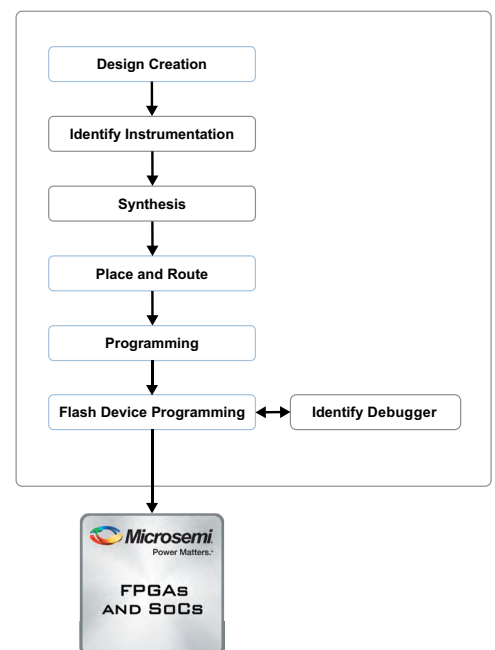 Design Creation
Identify Instrumentation
Synthesis
Place and Route
Programming
Flash Device Programming
Identify Debugger
Microsemi
Power Matters.™
FPGAs
AND SoCs